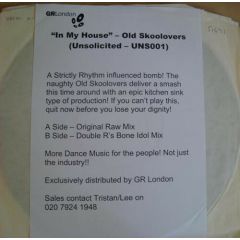 GRLondon
"In My House" – Old Skoolovers
(Unsolicited – UNS001)
A Strictly Rhythm influenced bomb! The
naughty Old Skoolovers deliver a smash
this time around with an epic kitchen sink
type of production! If you can't play this,
quit now before you lose your dignity!
A Side – Original Raw Mix
B Side – Double R's Bone Idol Mix
More Dance Music for the people! Not just
the industry!!
Exclusively distributed by GR London
Sales contact Tristan/Lee on
020 7924 1948